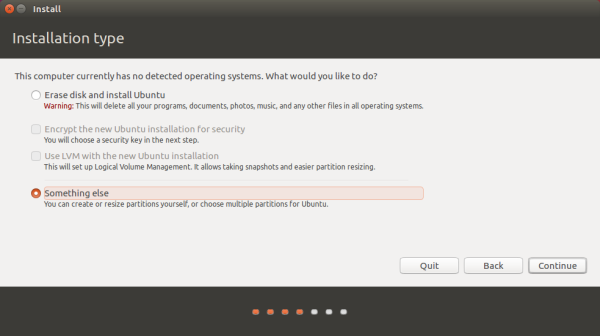 Install
Installation type
This computer currently has no detected operating systems. What would you like to do?
Erase disk and install Ubuntu
Warning: This will delete all your programs, documents, photos, music, and any other files in all operating systems.
Encrypt the new Ubuntu installation for security
You will choose a security key in the next step.
Use LVM with the new Ubuntu installation
This will set up Logical Volume Management. It allows taking snapshots and easier partition resizing.
Something else
You can create or resize partitions yourself, or choose multiple partitions for Ubuntu.
Quit Back Continue